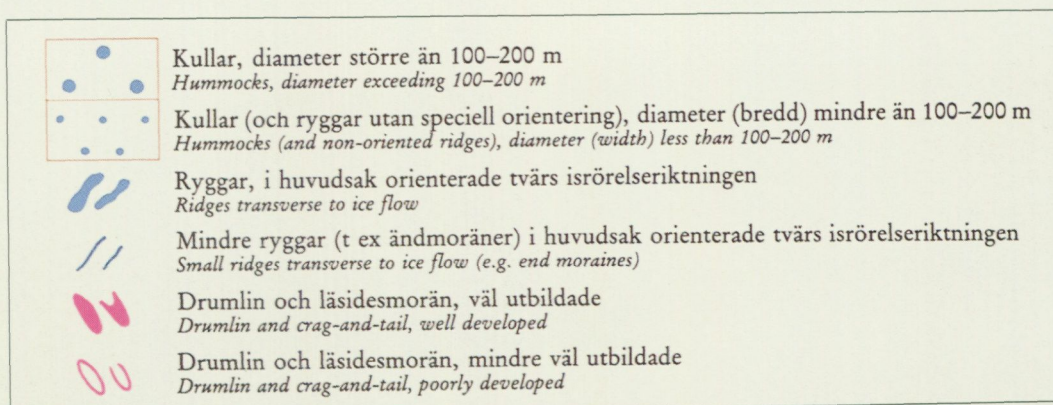 Kullar, diameter större än 100–200 m
Hummocks, diameter exceeding 100–200 m
Kullar (och ryggar utan speciell orientering), diameter (bredd) mindre än 100–200 m
Hummocks (and non-oriented ridges), diameter (width) less than 100–200 m
Ryggar, i huvudsak orienterade tvärs isrörelseriktningen
Ridges transverse to ice flow
Mindre ryggar (t ex ändmoräner) i huvudsak orienterade tvärs isrörelseriktningen
Small ridges transverse to ice flow (e.g. end moraines)
Drumlin och läsidesmorän, väl utbildade
Drumlin and crag-and-tail, well developed
Drumlin och läsidesmorän, mindre väl utbildade
Drumlin and crag-and-tail, poorly developed